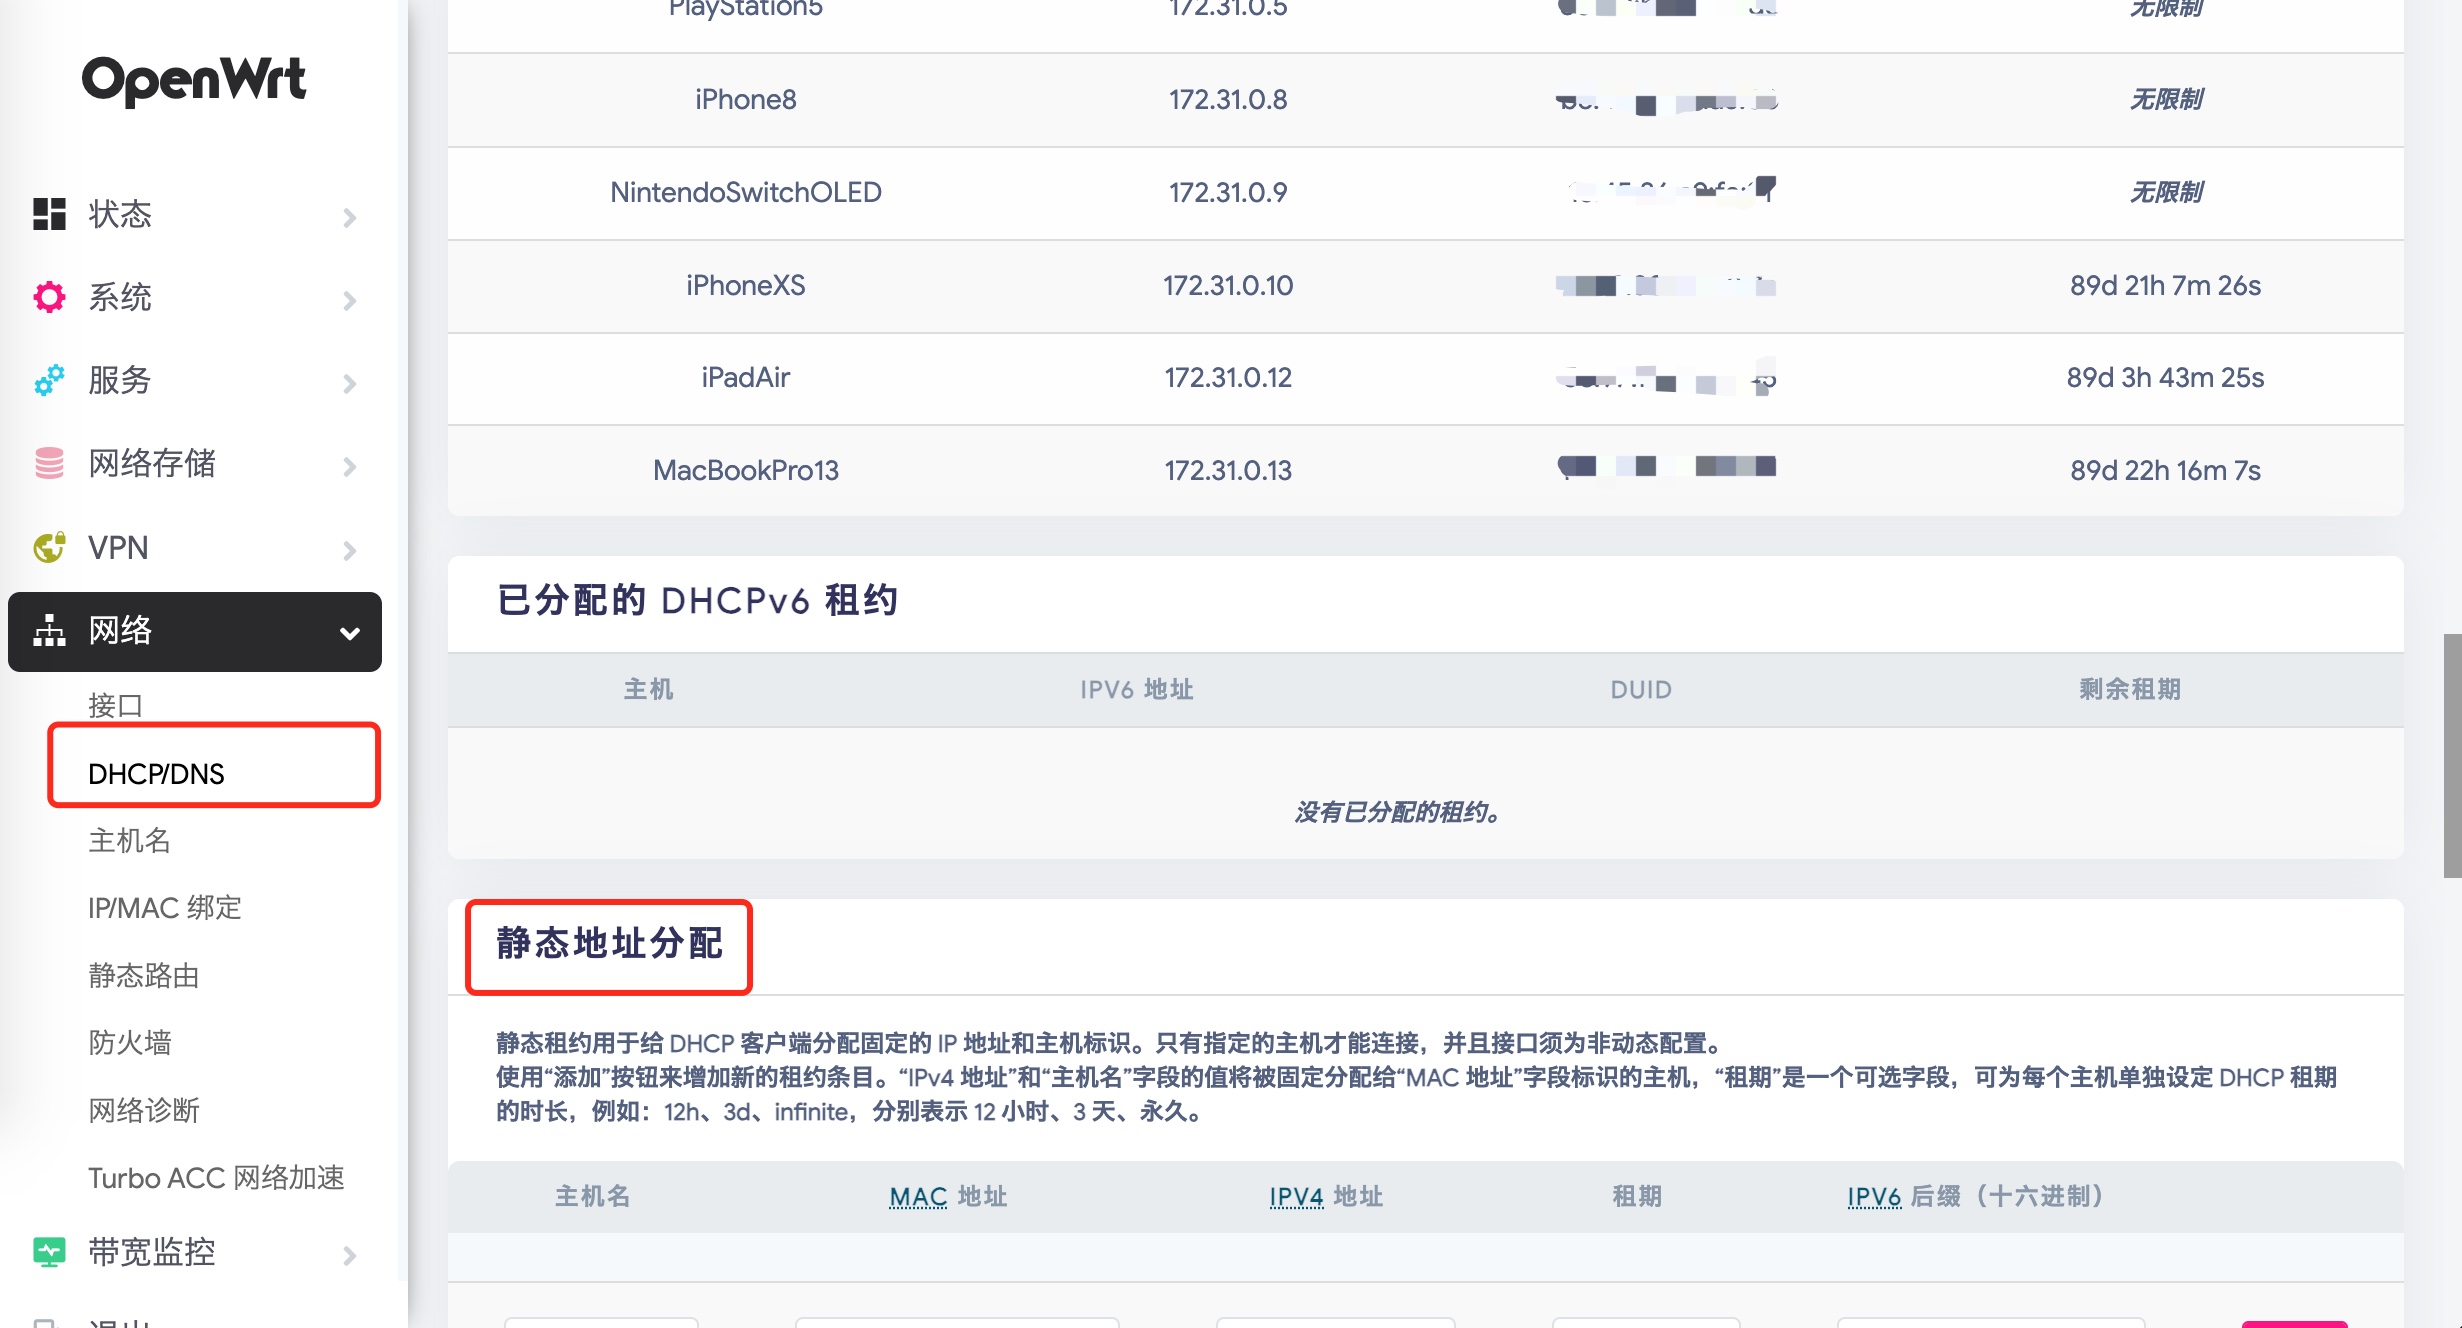 OpenWrt
状态
系统
服务
网络存储
VPN
网络
接口
DHCP/DNS
主机名
IP/MAC 绑定
静态路由
防火墙
网络诊断
Turbo ACC 网络加速
带宽监控
退出
PlayStation5 172.31.0.5 无限制
iPhone8 172.31.0.8 无限制
NintendoSwitchOLED 172.31.0.9 无限制
iPhoneXS 172.31.0.10 89d 21h 7m 26s
iPadAir 172.31.0.12 89d 3h 43m 25s
MacBookPro13 172.31.0.13 89d 22h 16m 7s
已分配的 DHCPv6 租约
主机 IPV6 地址 DUID 剩余租期
没有已分配的租约。
静态地址分配
静态租约用于给 DHCP 客户端分配固定的 IP 地址和主机标识。只有指定的主机才能连接，并且接口须为非动态配置。
使用“添加”按钮来增加新的租约条目。“IPv4 地址”和“主机名”字段的值将被固定分配给“MAC 地址”字段标识的主机，“租期”是一个可选字段，可为每个主机单独设定 DHCP 租期
的时长，例如：12h、3d、infinite，分别表示 12 小时、3 天、永久。
主机名 MAC 地址 IPV4 地址 租期 IPV6 后缀（十六进制）